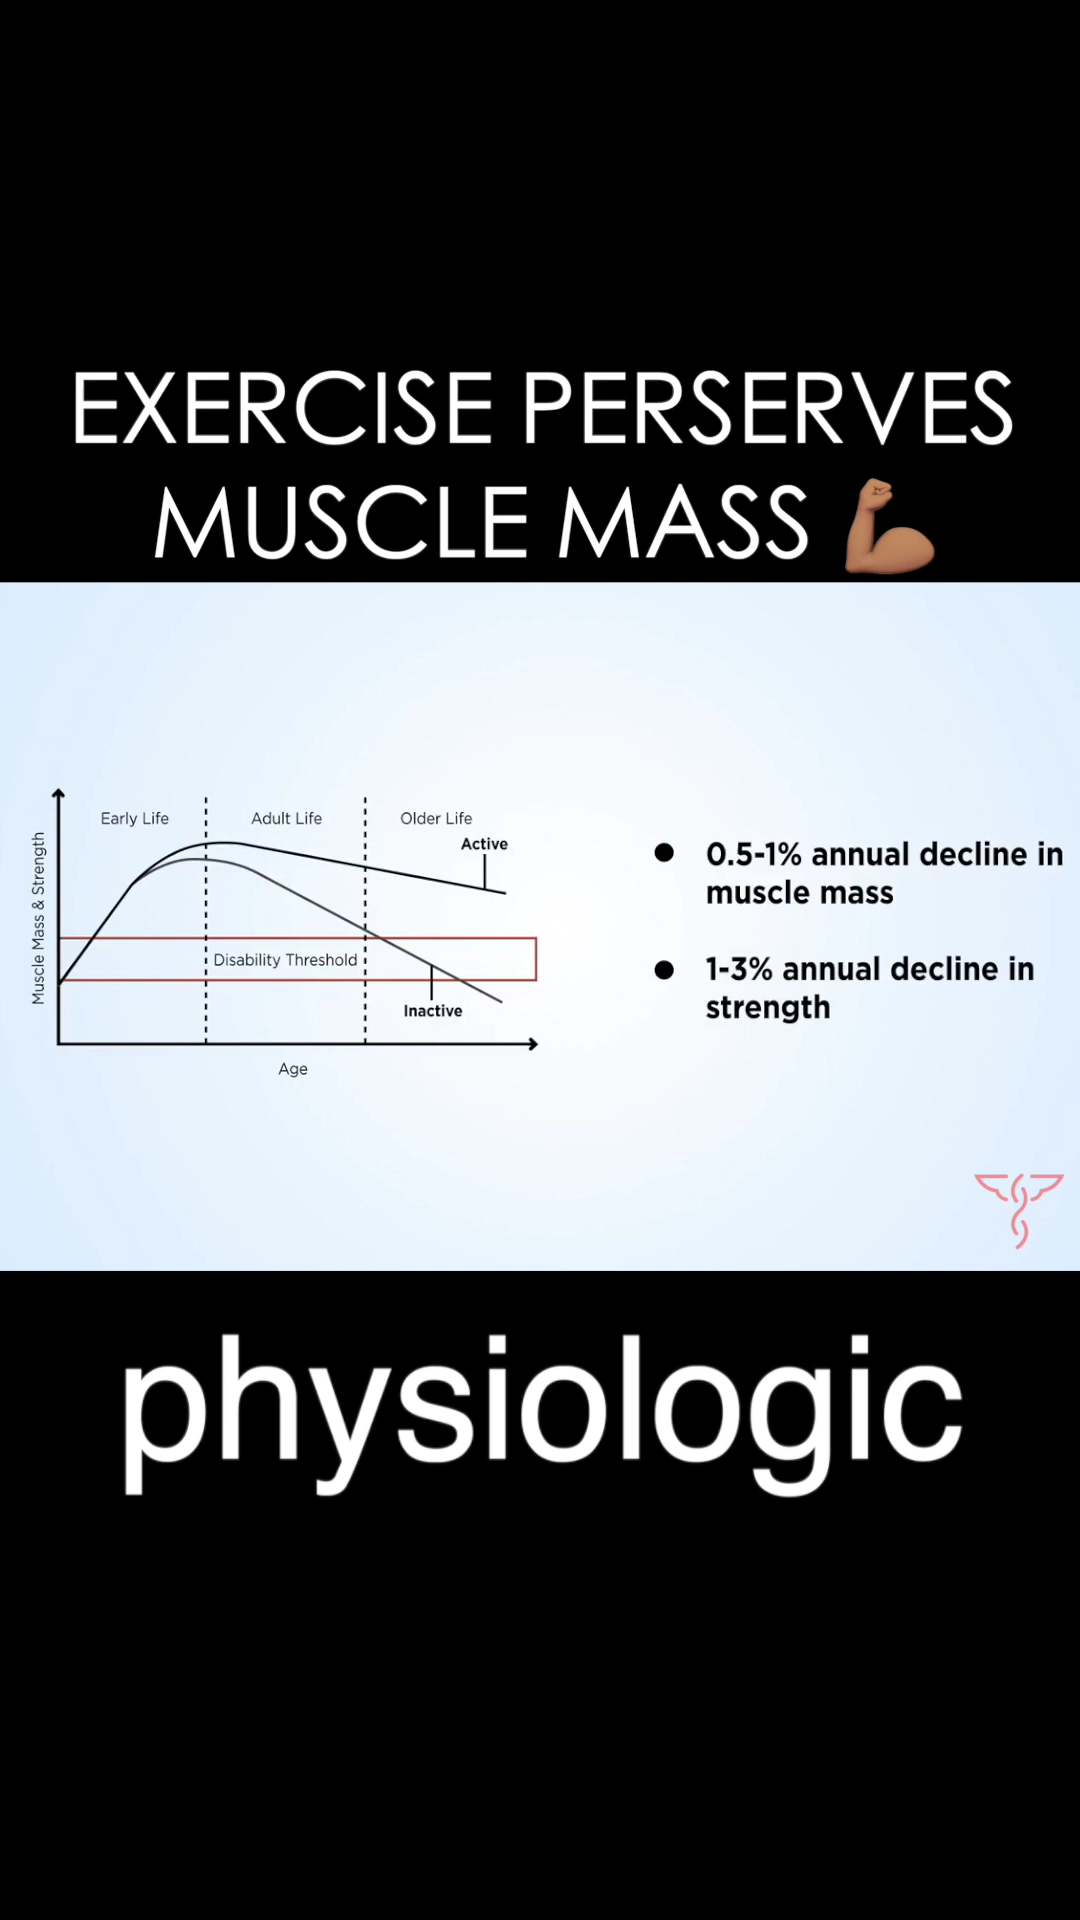 EXERCISE PERSERVES
MUSCLE MASS
Early Life
Adult Life
Older Life
Active
Muscle Mass & Strength
Disability Threshold
Inactive
Age
● 0.5-1% annual decline in
muscle mass
● 1-3% annual decline in
strength
physiologic